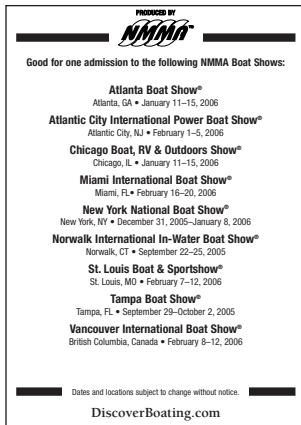 PRODUCED BY
NMMA
Good for one admission to the following NMMA Boat Shows:
Atlanta Boat Show®
Atlanta, GA • January 11–15, 2006
Atlantic City International Power Boat Show®
Atlantic City, NJ • February 1–5, 2006
Chicago Boat, RV & Outdoors Show®
Chicago, IL • January 11–15, 2006
Miami International Boat Show®
Miami, FL• February 16–20, 2006
New York National Boat Show®
New York, NY • December 31, 2005–January 8, 2006
Norwalk International In-Water Boat Show®
Norwalk, CT • September 22–25, 2005
St. Louis Boat & Sportshow®
St. Louis, MO • February 7–12, 2006
Tampa Boat Show®
Tampa, FL • September 29–October 2, 2005
Vancouver International Boat Show®
British Columbia, Canada • February 8–12, 2006
Dates and locations subject to change without notice.
DiscoverBoating.com